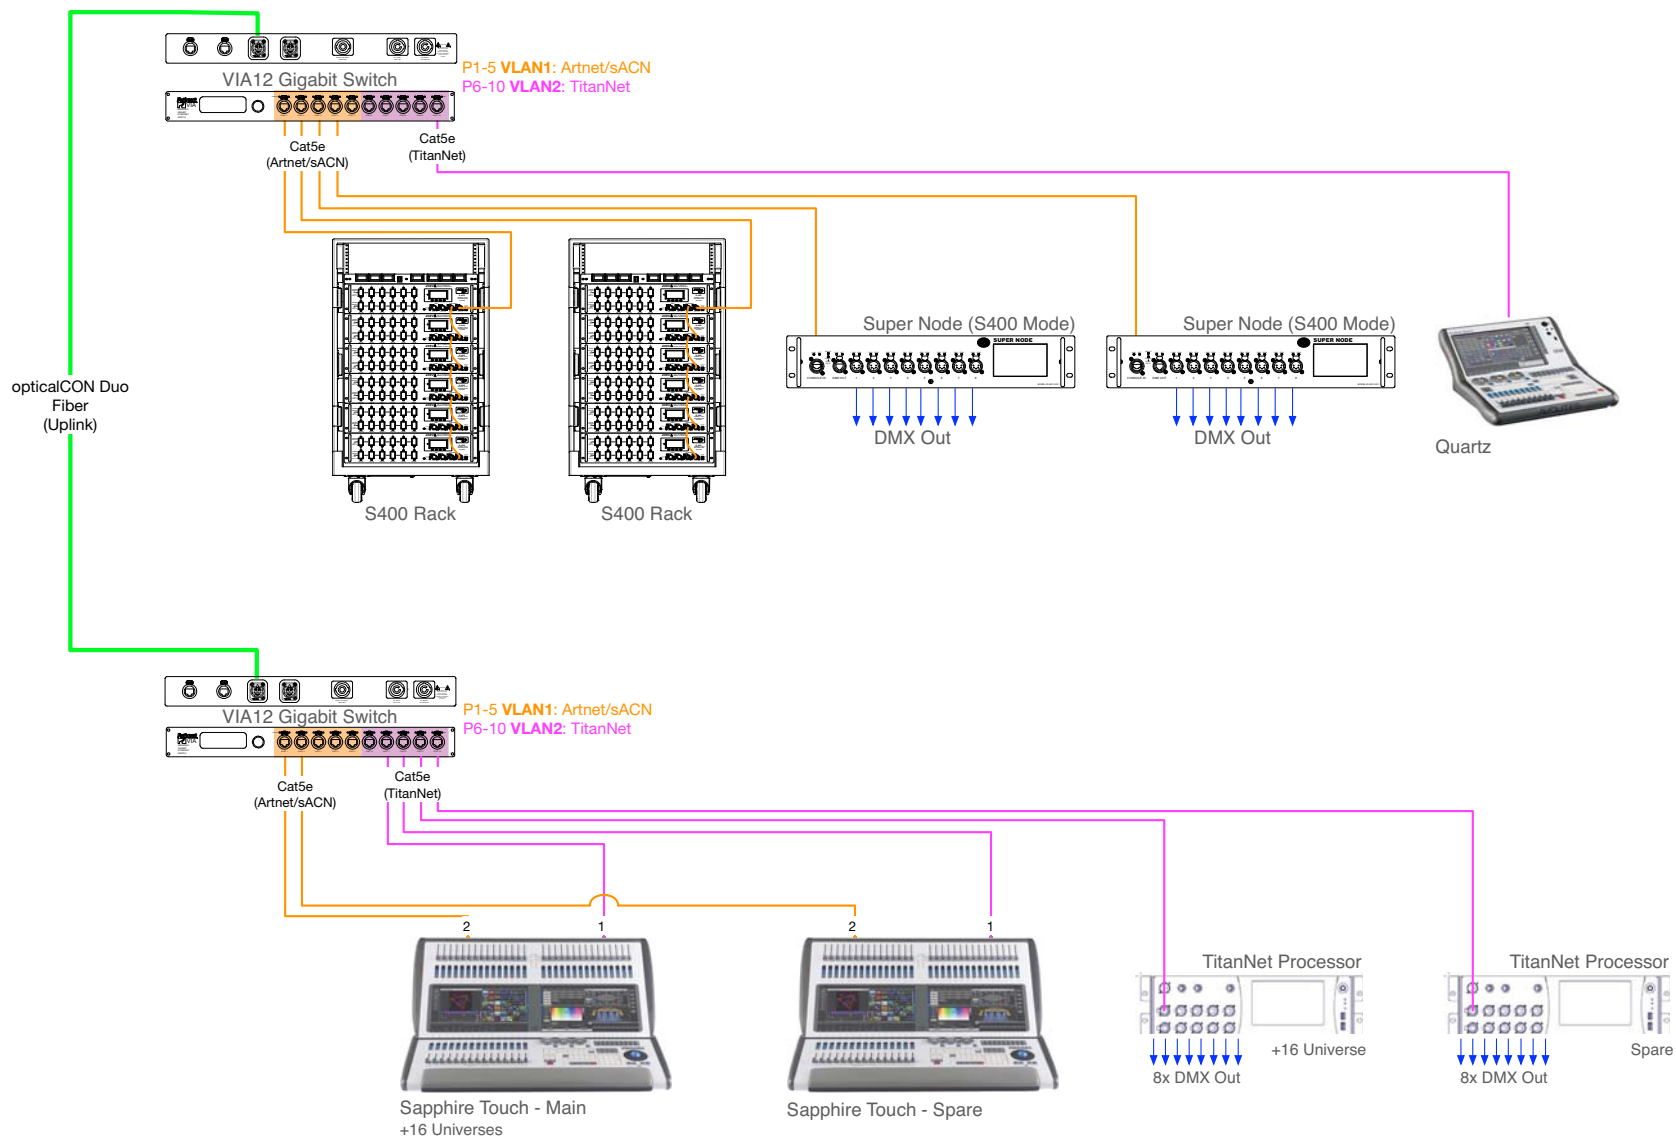 VIA12 Gigabit Switch
P1-5 VLAN1: Artnet/sACN
P6-10 VLAN2: TitanNet
Cat5e
(Artnet/sACN)
Cat5e
(TitanNet)
opticalCON Duo
Fiber
(Uplink)
S400 Rack
S400 Rack
Super Node (S400 Mode)
SUPER NODE
DMX Out
Super Node (S400 Mode)
SUPER NODE
DMX Out
Quartz
VIA12 Gigabit Switch
P1-5 VLAN1: Artnet/sACN
P6-10 VLAN2: TitanNet
Cat5e
(Artnet/sACN)
Cat5e
(TitanNet)
2
1
2
1
Sapphire Touch - Main
+16 Universes
Sapphire Touch - Spare
TitanNet Processor
+16 Universe
8x DMX Out
TitanNet Processor
Spare
8x DMX Out